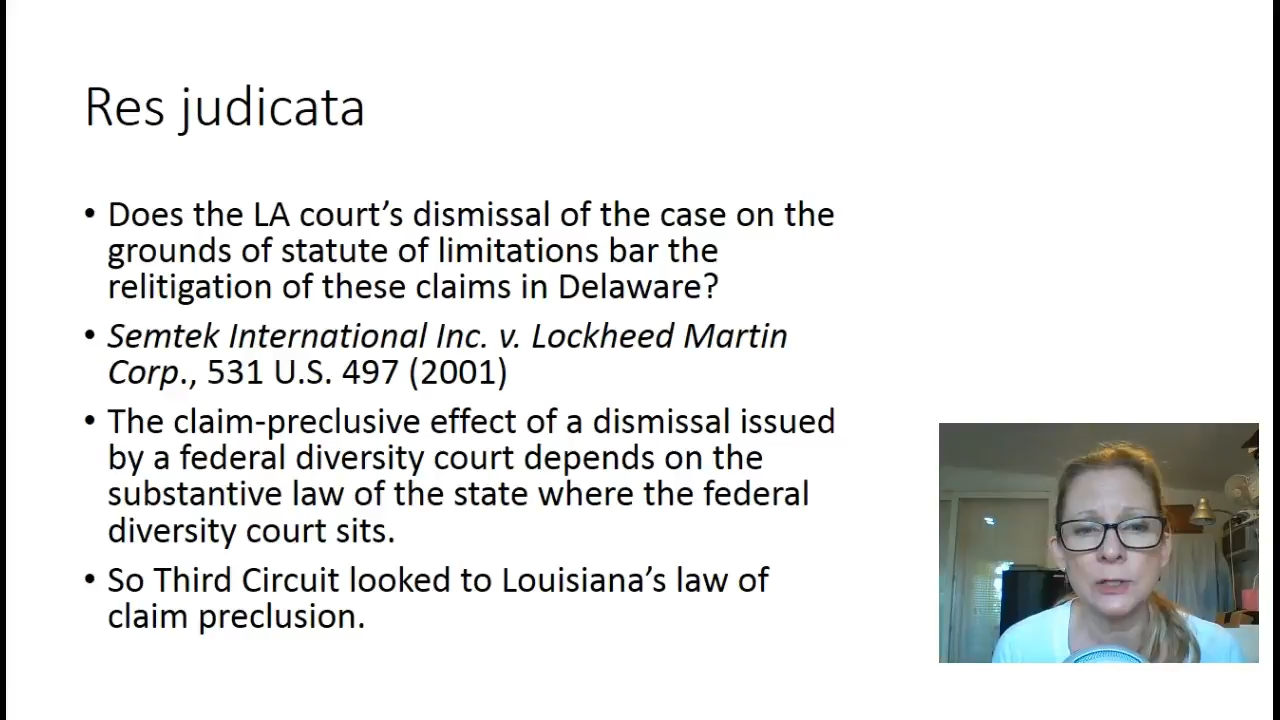 Res judicata
• Does the LA court’s dismissal of the case on the
grounds of statute of limitations bar the
relitigation of these claims in Delaware?
• Semtek International Inc. v. Lockheed Martin
Corp., 531 U.S. 497 (2001)
• The claim-preclusive effect of a dismissal issued
by a federal diversity court depends on the
substantive law of the state where the federal
diversity court sits.
• So Third Circuit looked to Louisiana’s law of
claim preclusion.